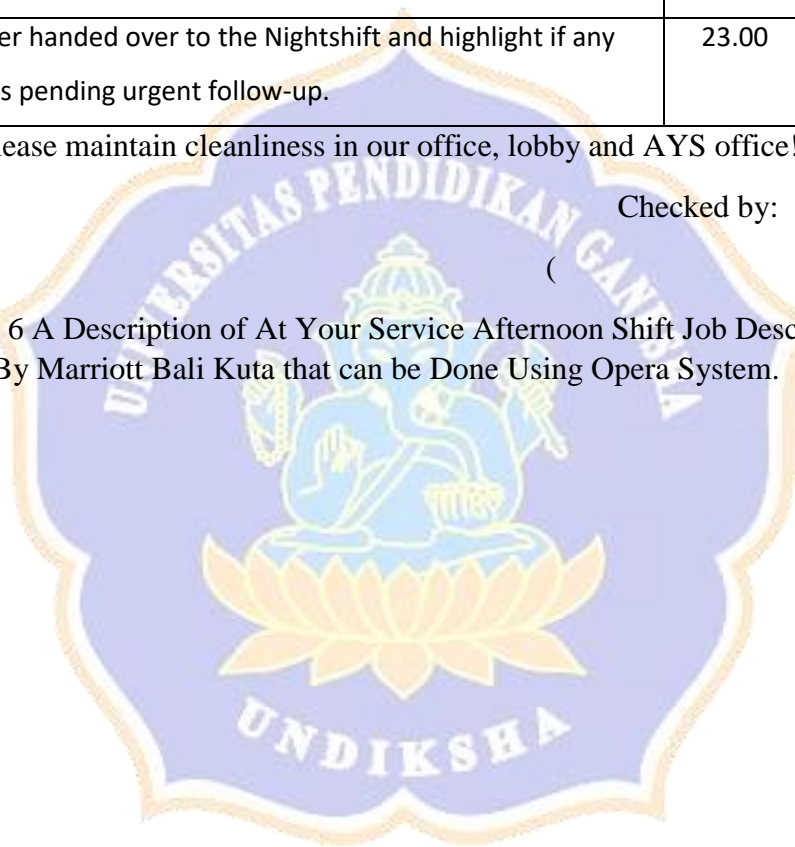 er handed over to the Nightshift and highlight if any 23.00
s pending urgent follow-up.
lease maintain cleanliness in our office, lobby and AYS office!
Checked by:
(
6 A Description of At Your Service Afternoon Shift Job Desc
By Marriott Bali Kuta that can be Done Using Opera System.
UNIVERSITAS PENDIDIKAN GANESHA
UNDIKSHA